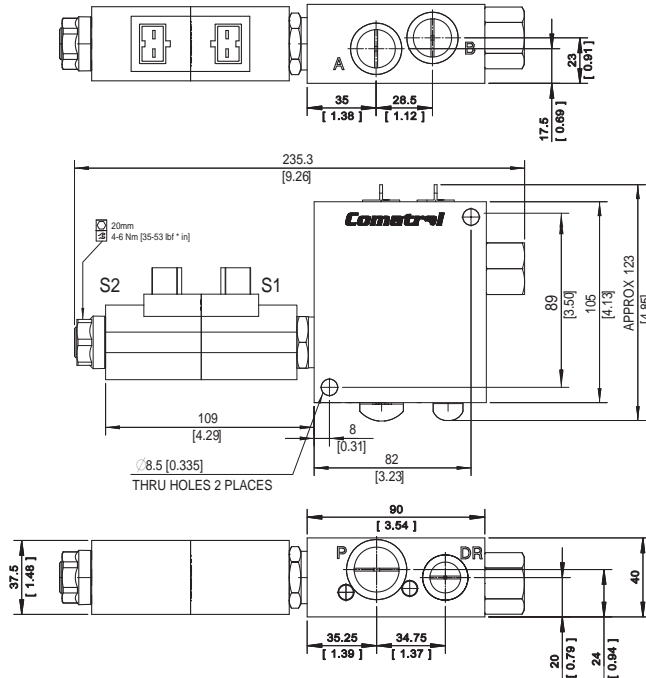 A
B
35
[ 1.38 ]
28.5
[ 1.12 ]
23
[ 0.91 ]
17.5
[ 0.69 ]
235.3
[9.26]
20mm
4-6 Nm [35-53 lbf * in]
Comatrol
S2
S1
89
[3.50]
105
[4.13]
APPROX 123
[4.85]
109
[4.29]
8
[0.31]
82
[3.23]
Ø8.5 [0.335]
THRU HOLES 2 PLACES
90
[ 3.54 ]
P
DR
37.5
[ 1.48 ]
40
35.25
[ 1.39 ]
34.75
[ 1.37 ]
20
[ 0.79 ]
24
[ 0.94 ]